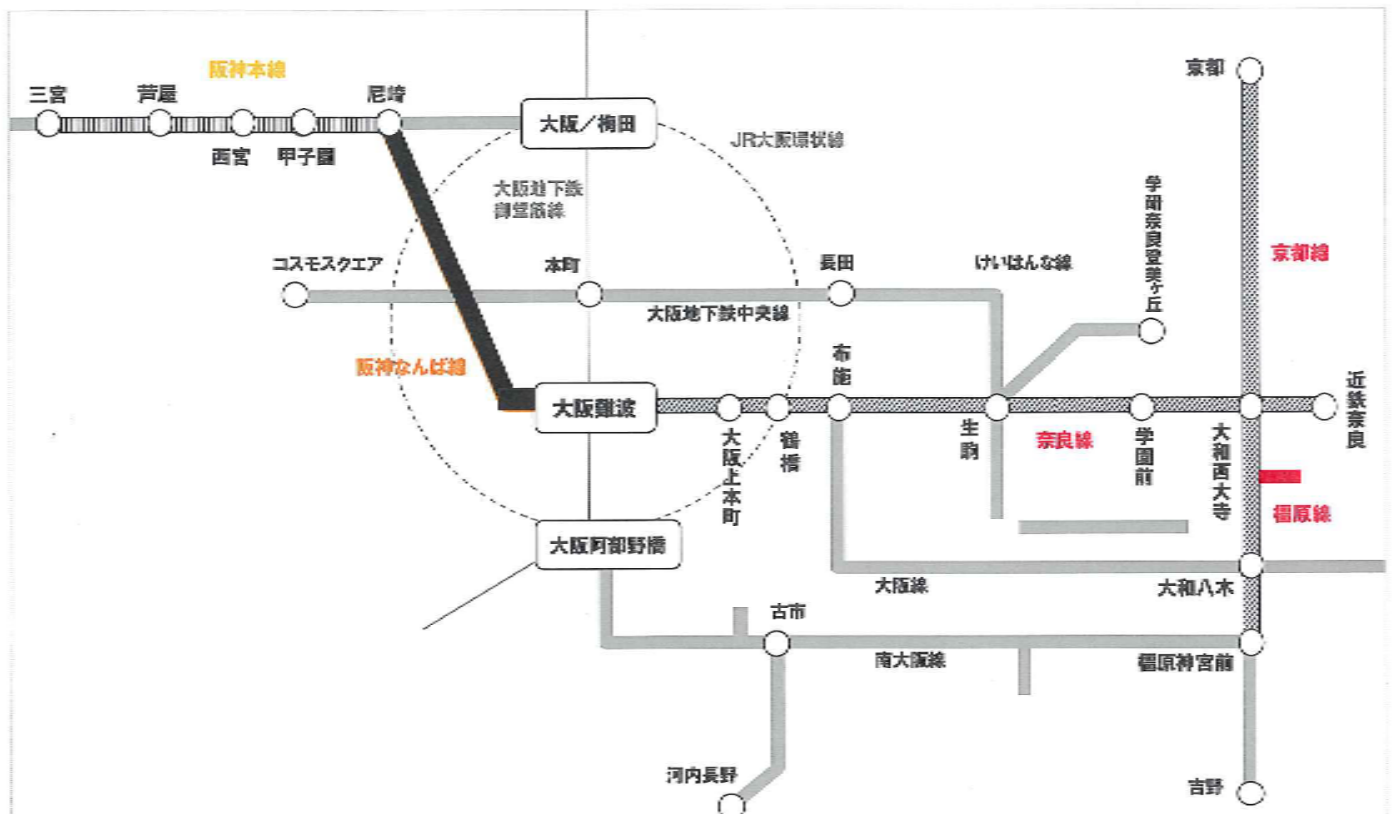 阪神本線
三宮
芦屋
尼崎
西宮
甲子園
大阪／梅田
JR大阪環状線
京都
大阪地下鉄
御堂筋線
学研奈良登美ヶ丘
京都線
コスモスクエア
本町
長田
けいはんな線
大阪地下鉄中央線
阪神なんば線
布施
近鉄奈良
大阪難波
大阪上本町
鶴橋
生駒
奈良線
学園前
大和西大寺
橿原線
大阪阿部野橋
大阪線
大和八木
古市
南大阪線
橿原神宮前
河内長野
吉野